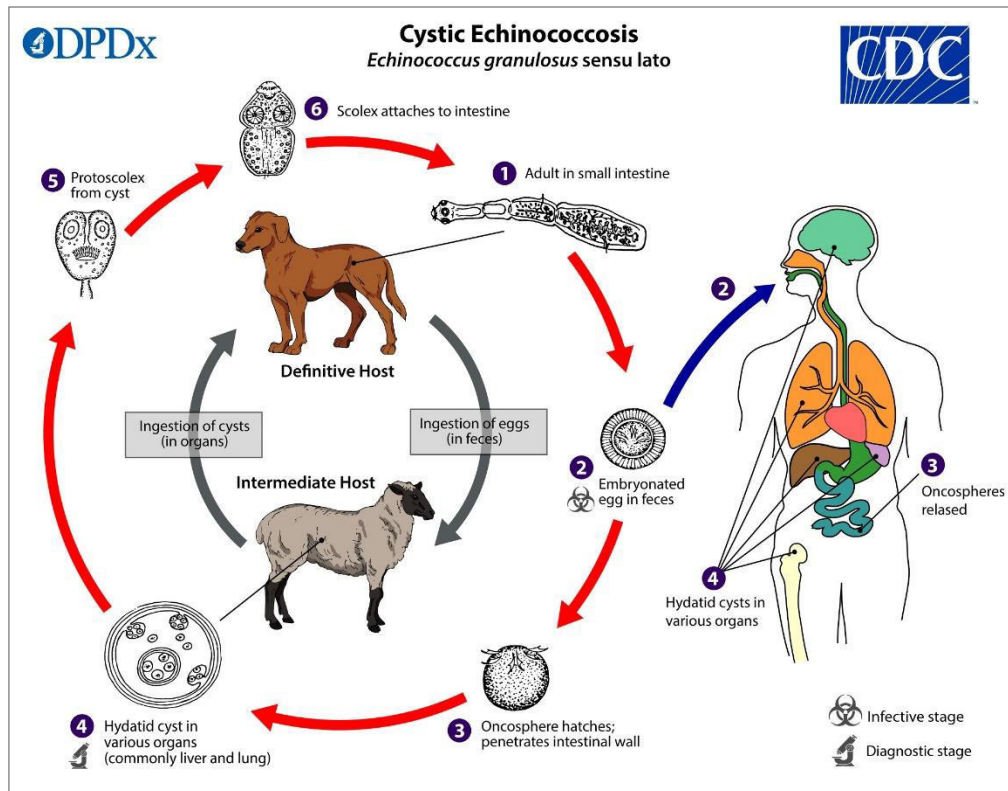 DPDx
Cystic Echinococcosis
Echinococcus granulosus sensu lato
CDC
TM
6 Scolex attaches to intestine
5 Protoscolex
from cyst
1 Adult in small intestine
2
Definitive Host
Ingestion of cysts
(in organs)
Ingestion of eggs
(in feces)
Intermediate Host
2 Embryonated
egg in feces
3 Oncospheres
relased
4
Hydatid cysts in
various organs
4 Hydatid cyst in
various organs
(commonly liver and lung)
3 Oncosphere hatches;
penetrates intestinal wall
Infective stage
Diagnostic stage